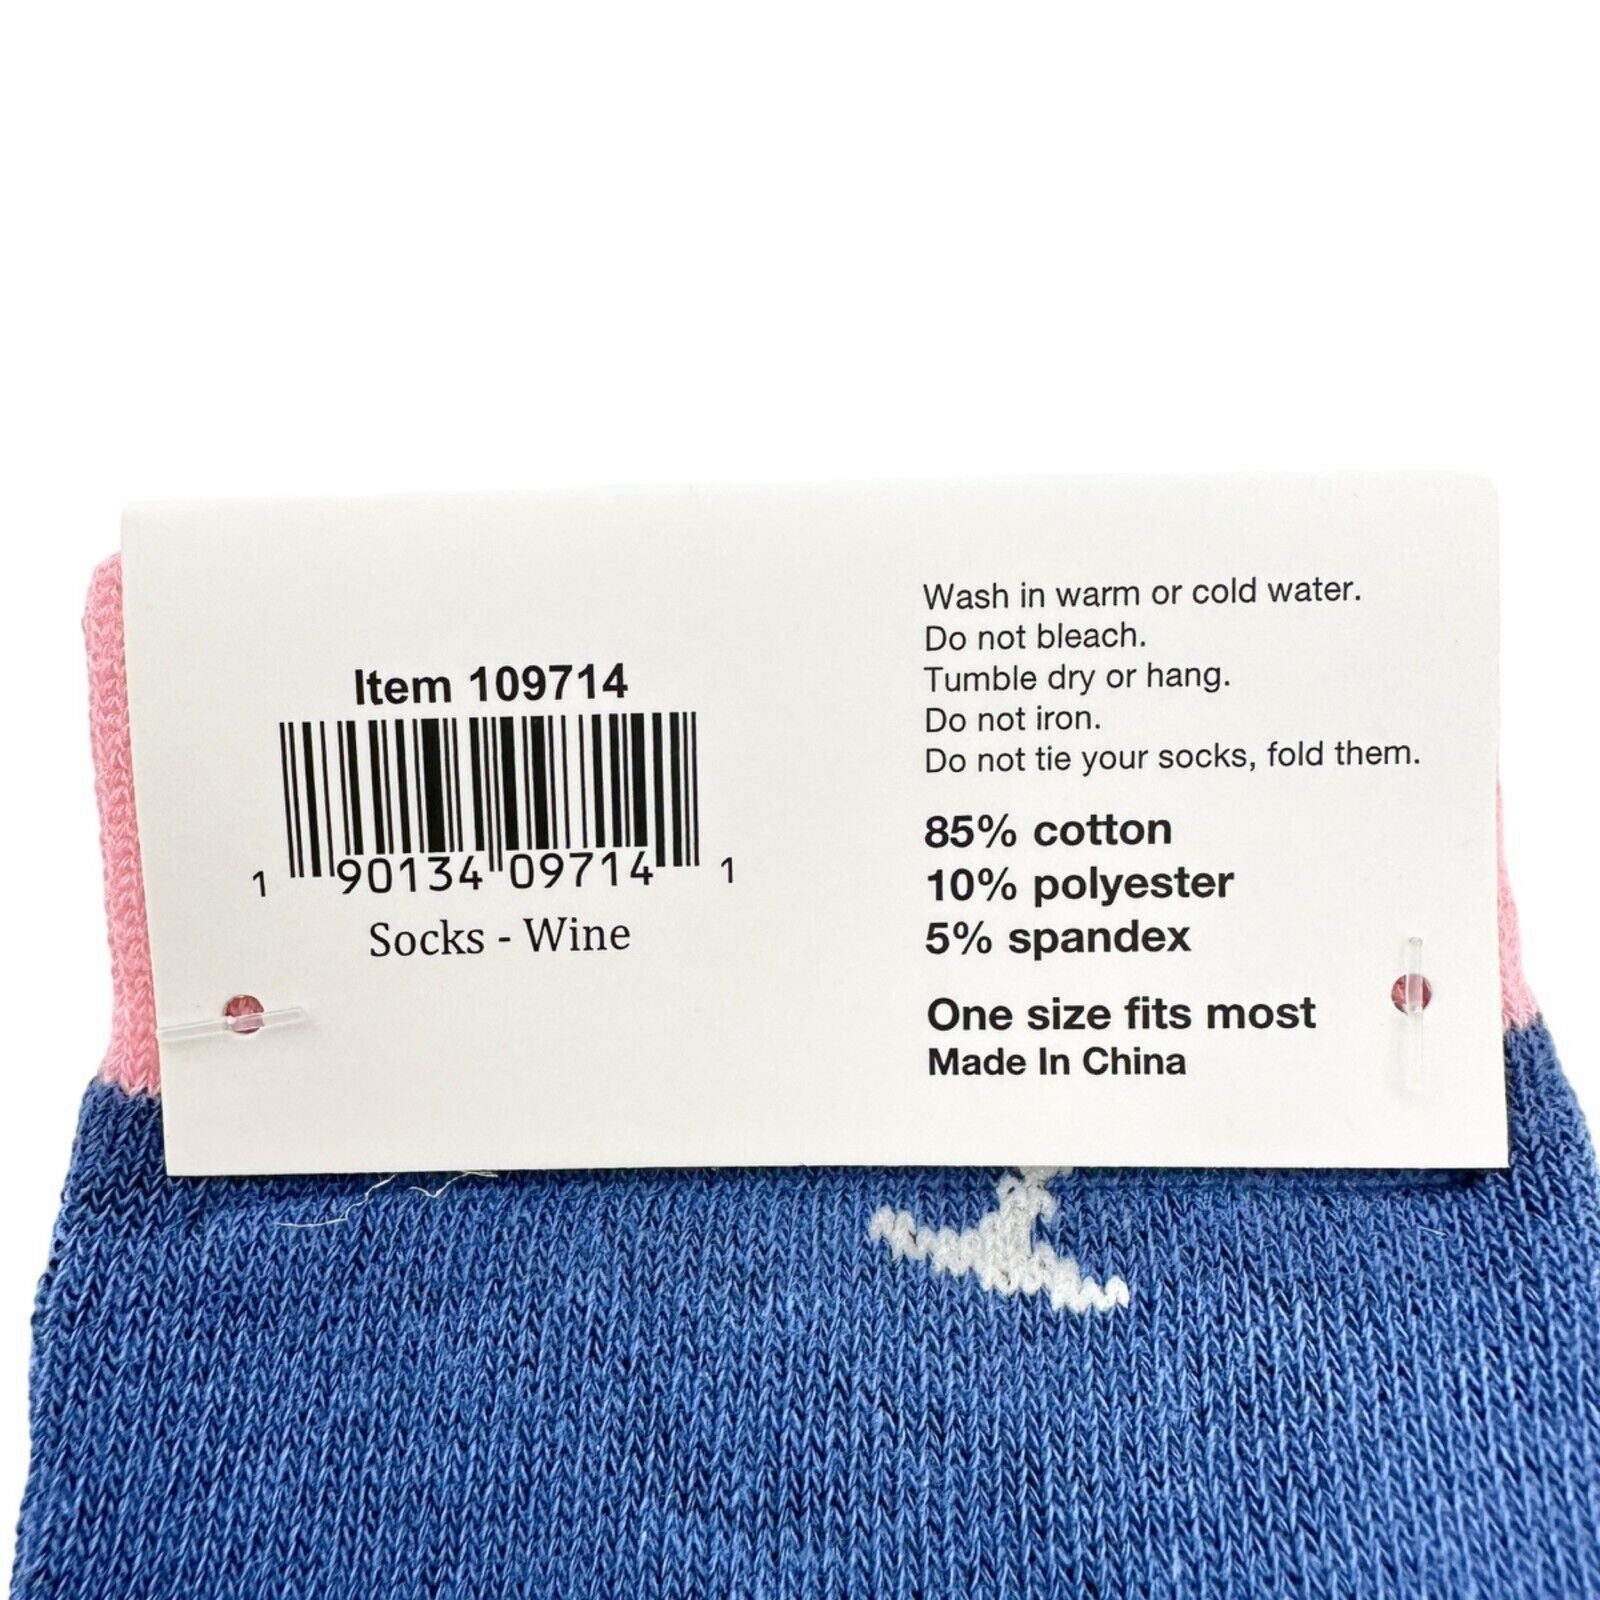 Item 109714
1 90134 09714 1
Socks - Wine
Wash in warm or cold water.
Do not bleach.
Tumble dry or hang.
Do not iron.
Do not tie your socks, fold them.
85% cotton
10% polyester
5% spandex
One size fits most
Made In China